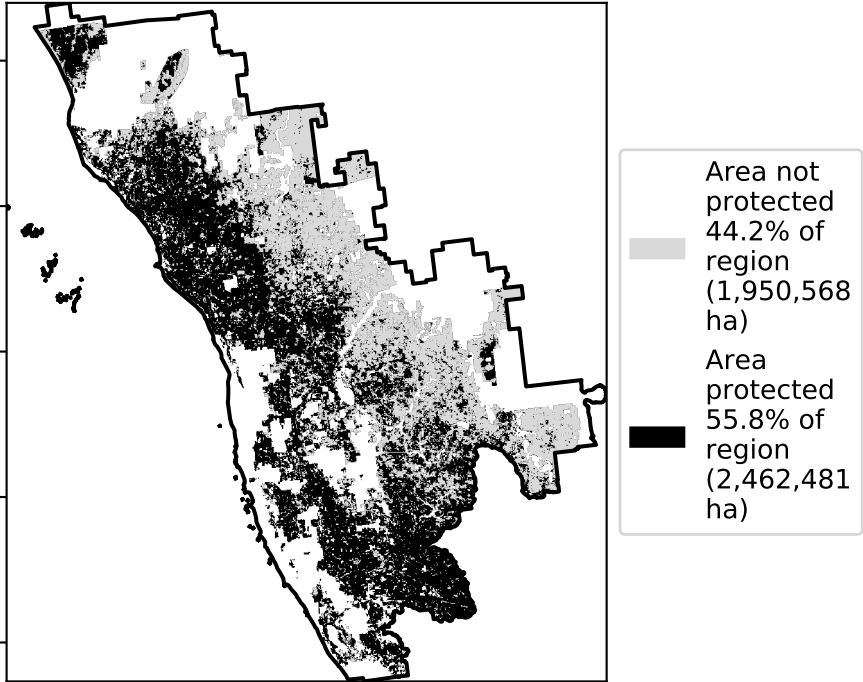 Area not
protected
44.2% of
region
(1,950,568
ha)
Area
protected
55.8% of
region
(2,462,481
ha)